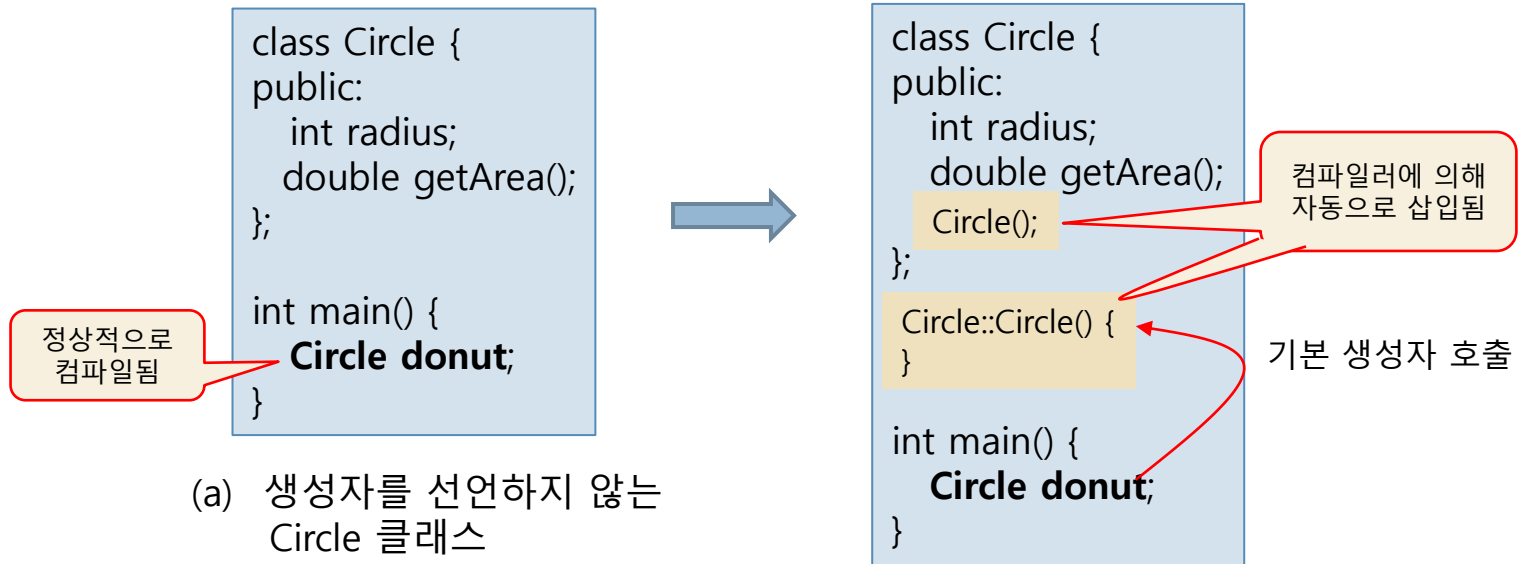 class Circle {
public:
int radius;
double getArea();
};
int main() {
Circle donut;
}
정상적으로
컴파일됨
(a) 생성자를 선언하지 않는
Circle 클래스
class Circle {
public:
int radius;
double getArea();
Circle();
};
Circle::Circle() {
}
int main() {
Circle donut;
}
컴파일러에 의해
자동으로 삽입됨
기본 생성자 호출